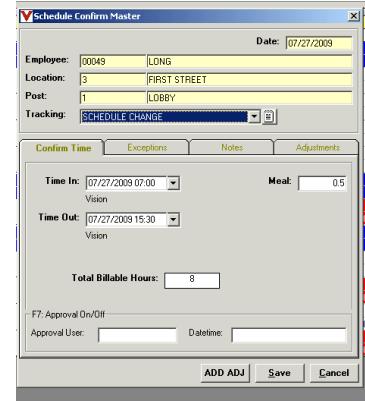 Schedule Confirm Master
Date: 07/27/2009
Employee: 00049 LONG
Location: 3 FIRST STREET
Post: 1 LOBBY
Tracking: SCHEDULE CHANGE
Confirm Time Exceptions Notes Adjustments
Time In: 07/27/2009 07:00 Meal: 0.5
Vision
Time Out: 07/27/2009 15:30
Vision
Total Billable Hours: 8
F7: Approval On/Off
Approval User: Datetime:
ADD ADJ Save Cancel